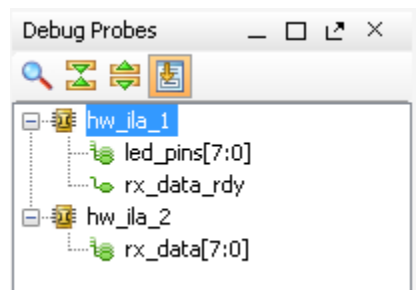 Debug Probes
hw_ila_1
led_pins[7:0]
rx_data_rdy
hw_ila_2
rx_data[7:0]